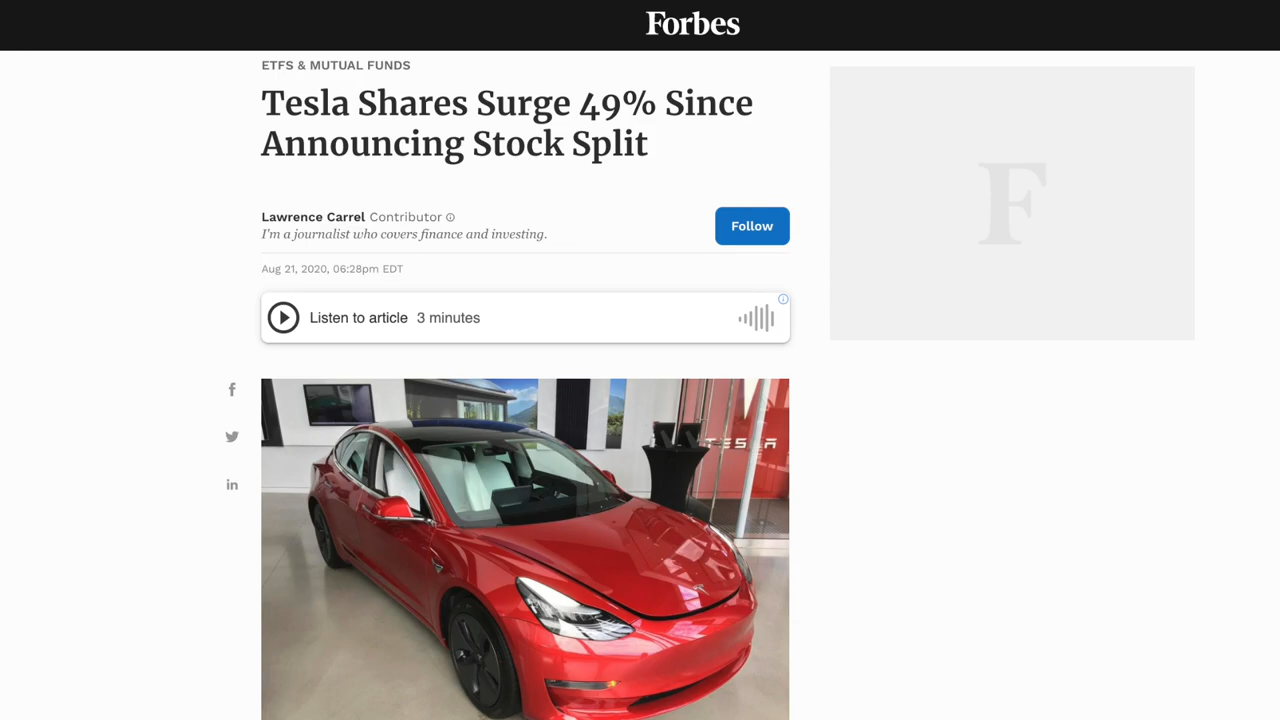 Forbes
ETFS & MUTUAL FUNDS
Tesla Shares Surge 49% Since
Announcing Stock Split
Lawrence Carrel Contributor
I'm a journalist who covers finance and investing.
Follow
Aug 21, 2020, 06:28pm EDT
Listen to article 3 minutes
F
TESLA